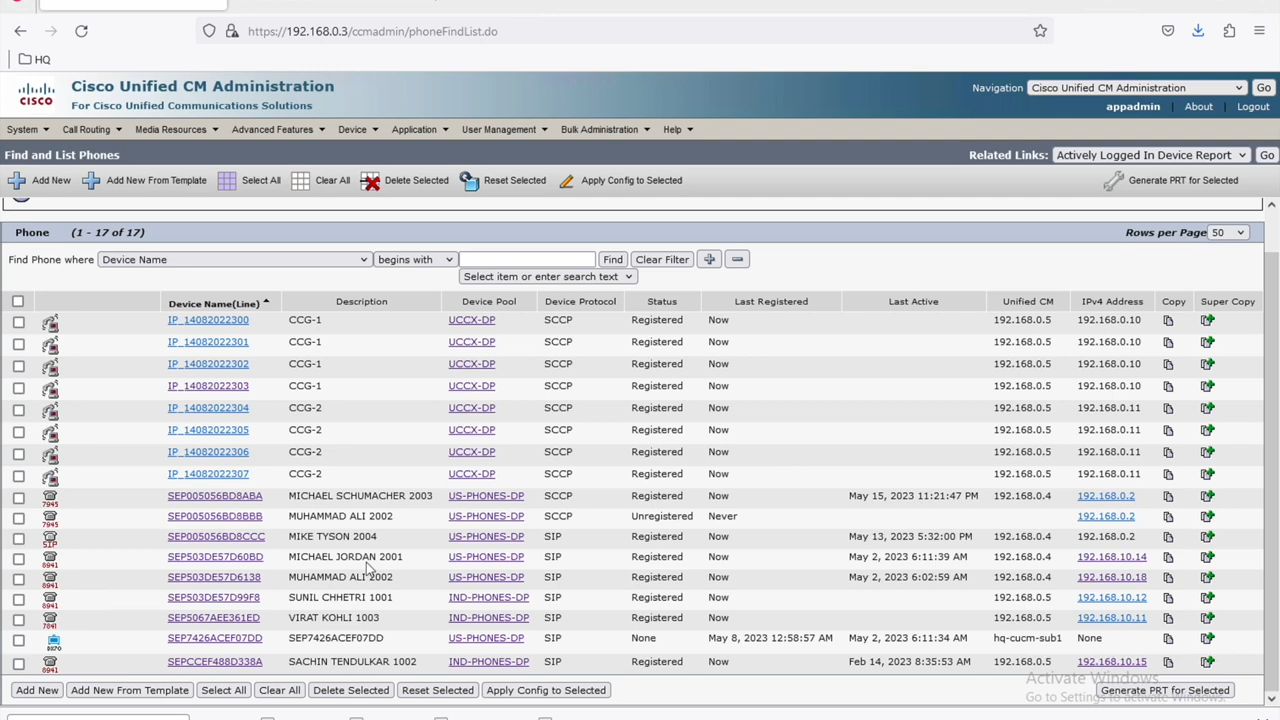 https://192.168.0.3/ccmadmin/phoneFindList.do
HQ
CISCO
Cisco Unified CM Administration
For Cisco Unified Communications Solutions
Navigation Cisco Unified CM Administration Go
appadmin About Logout
System Call Routing Media Resources Advanced Features Device Application User Management Bulk Administration Help
Find and List Phones
Related Links: Actively Logged In Device Report Go
Add New Add New From Template Select All Clear All Delete Selected Reset Selected Apply Config to Selected Generate PRT for Selected
Phone (1 - 17 of 17) Rows per Page 50
Find Phone where Device Name begins with Find Clear Filter
Select item or enter search text
Device Name(Line) Description Device Pool Device Protocol Status Last Registered Last Active Unified CM IPv4 Address Copy Super Copy
IP_14082022300 CCG-1 UCCX-DP SCCP Registered Now 192.168.0.5 192.168.0.10
IP_14082022301 CCG-1 UCCX-DP SCCP Registered Now 192.168.0.5 192.168.0.10
IP_14082022302 CCG-1 UCCX-DP SCCP Registered Now 192.168.0.5 192.168.0.10
IP_14082022303 CCG-1 UCCX-DP SCCP Registered Now 192.168.0.5 192.168.0.10
IP_14082022304 CCG-2 UCCX-DP SCCP Registered Now 192.168.0.5 192.168.0.11
IP_14082022305 CCG-2 UCCX-DP SCCP Registered Now 192.168.0.5 192.168.0.11
IP_14082022306 CCG-2 UCCX-DP SCCP Registered Now 192.168.0.5 192.168.0.11
IP_14082022307 CCG-2 UCCX-DP SCCP Registered Now 192.168.0.5 192.168.0.11
7945 SEP005056BD8ABA MICHAEL SCHUMACHER 2003 US-PHONES-DP SCCP Registered Now May 15, 2023 11:21:47 PM 192.168.0.4 192.168.0.2
7945 SEP005056BD8BBB MUHAMMAD ALI 2002 US-PHONES-DP SCCP Unregistered Never 192.168.0.2
SIP SEP005056BD8CCC MIKE TYSON 2004 US-PHONES-DP SIP Registered Now May 13, 2023 5:32:00 PM 192.168.0.4 192.168.0.2
8941 SEP503DE57D60BD MICHAEL JORDAN 2001 US-PHONES-DP SIP Registered Now May 2, 2023 6:11:39 AM 192.168.0.4 192.168.10.14
8941 SEP503DE57D6138 MUHAMMAD ALI 2002 US-PHONES-DP SIP Registered Now May 2, 2023 6:02:59 AM 192.168.0.4 192.168.10.18
8941 SEP503DE57D99F8 SUNIL CHHETRI 1001 IND-PHONES-DP SIP Registered Now 192.168.0.5 192.168.10.12
7841 SEP5067AEE361ED VIRAT KOHLI 1003 IND-PHONES-DP SIP Registered Now 192.168.0.5 192.168.10.11
SEP7426ACEF07DD SEP7426ACEF07DD US-PHONES-DP SIP None May 8, 2023 12:58:57 AM May 2, 2023 6:11:34 AM hq-cucm-sub1 None
8941 SEPCCEF488D338A SACHIN TENDULKAR 1002 IND-PHONES-DP SIP Registered Now Feb 14, 2023 8:35:53 AM 192.168.0.5 192.168.10.15
Add New Add New From Template Select All Clear All Delete Selected Reset Selected Apply Config to Selected Generate PRT for Selected
Activate Windows
Go to Settings to activate Windows.